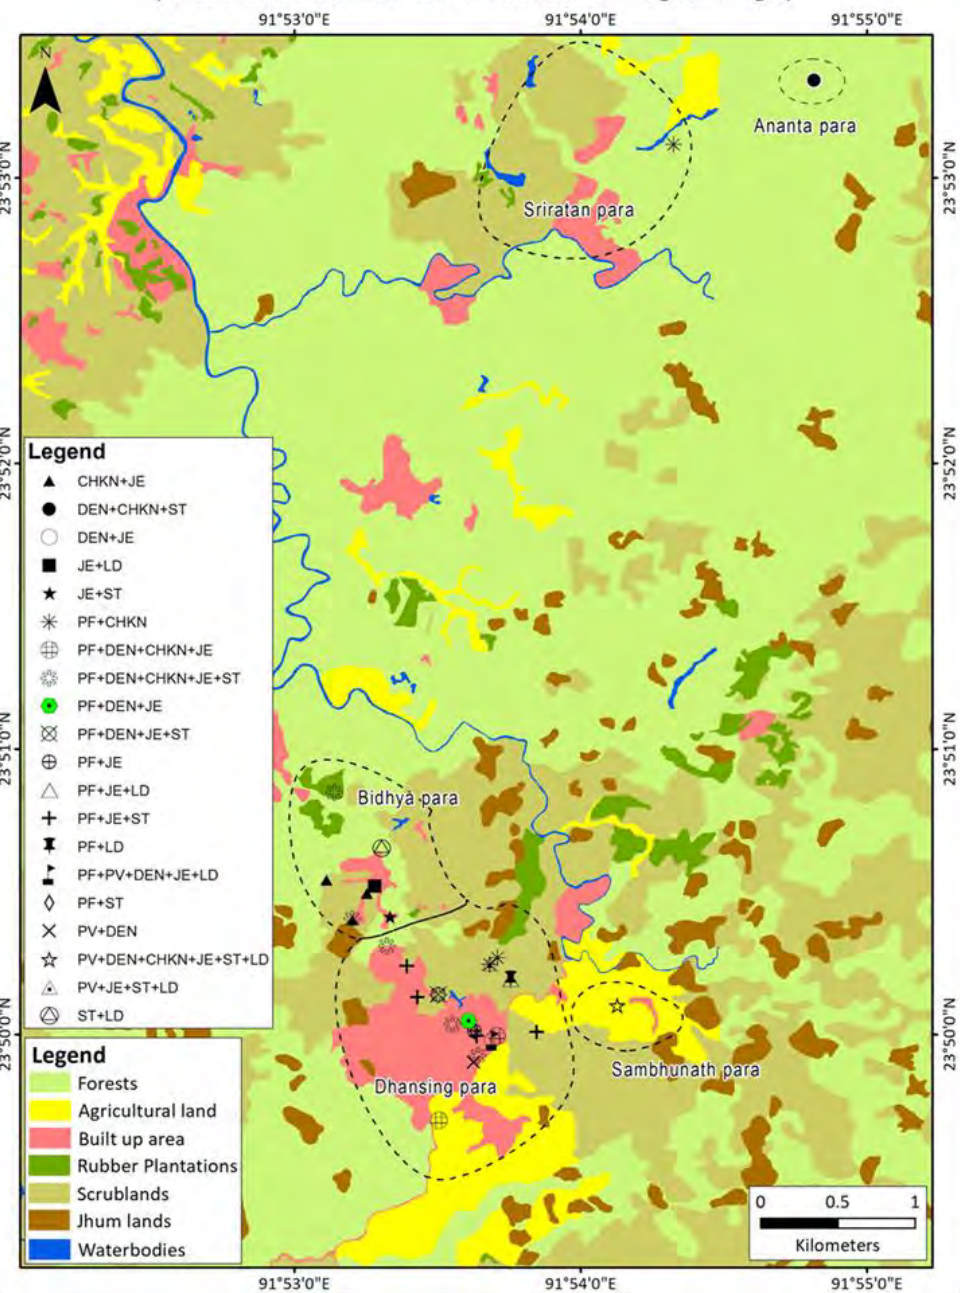 91°53'0"E 91°54'0"E 91°55'0"E
N
Ananta para
23°53'0"N 23°53'0"N
Sriratan para
23°52'0"N 23°52'0"N
Legend
CHKN+JE
DEN+CHKN+ST
DEN+JE
JE+LD
JE+ST
PF+CHKN
PF+DEN+CHKN+JE
PF+DEN+CHKN+JE+ST
PF+DEN+JE
PF+DEN+JE+ST
PF+JE
PF+JE+LD
PF+JE+ST
PF+LD
PF+PV+DEN+JE+LD
PF+ST
PV+DEN
PV+DEN+CHKN+JE+ST+LD
PV+JE+ST+LD
ST+LD
23°51'0"N 23°51'0"N
Bidhya para
23°50'0"N 23°50'0"N
Sambhunath para
Dhansing para
Legend
Forests
Agricultural land
Built up area
Rubber Plantations
Scrublands
Jhum lands
Waterbodies
0 0.5 1
Kilometers
91°53'0"E 91°54'0"E 91°55'0"E